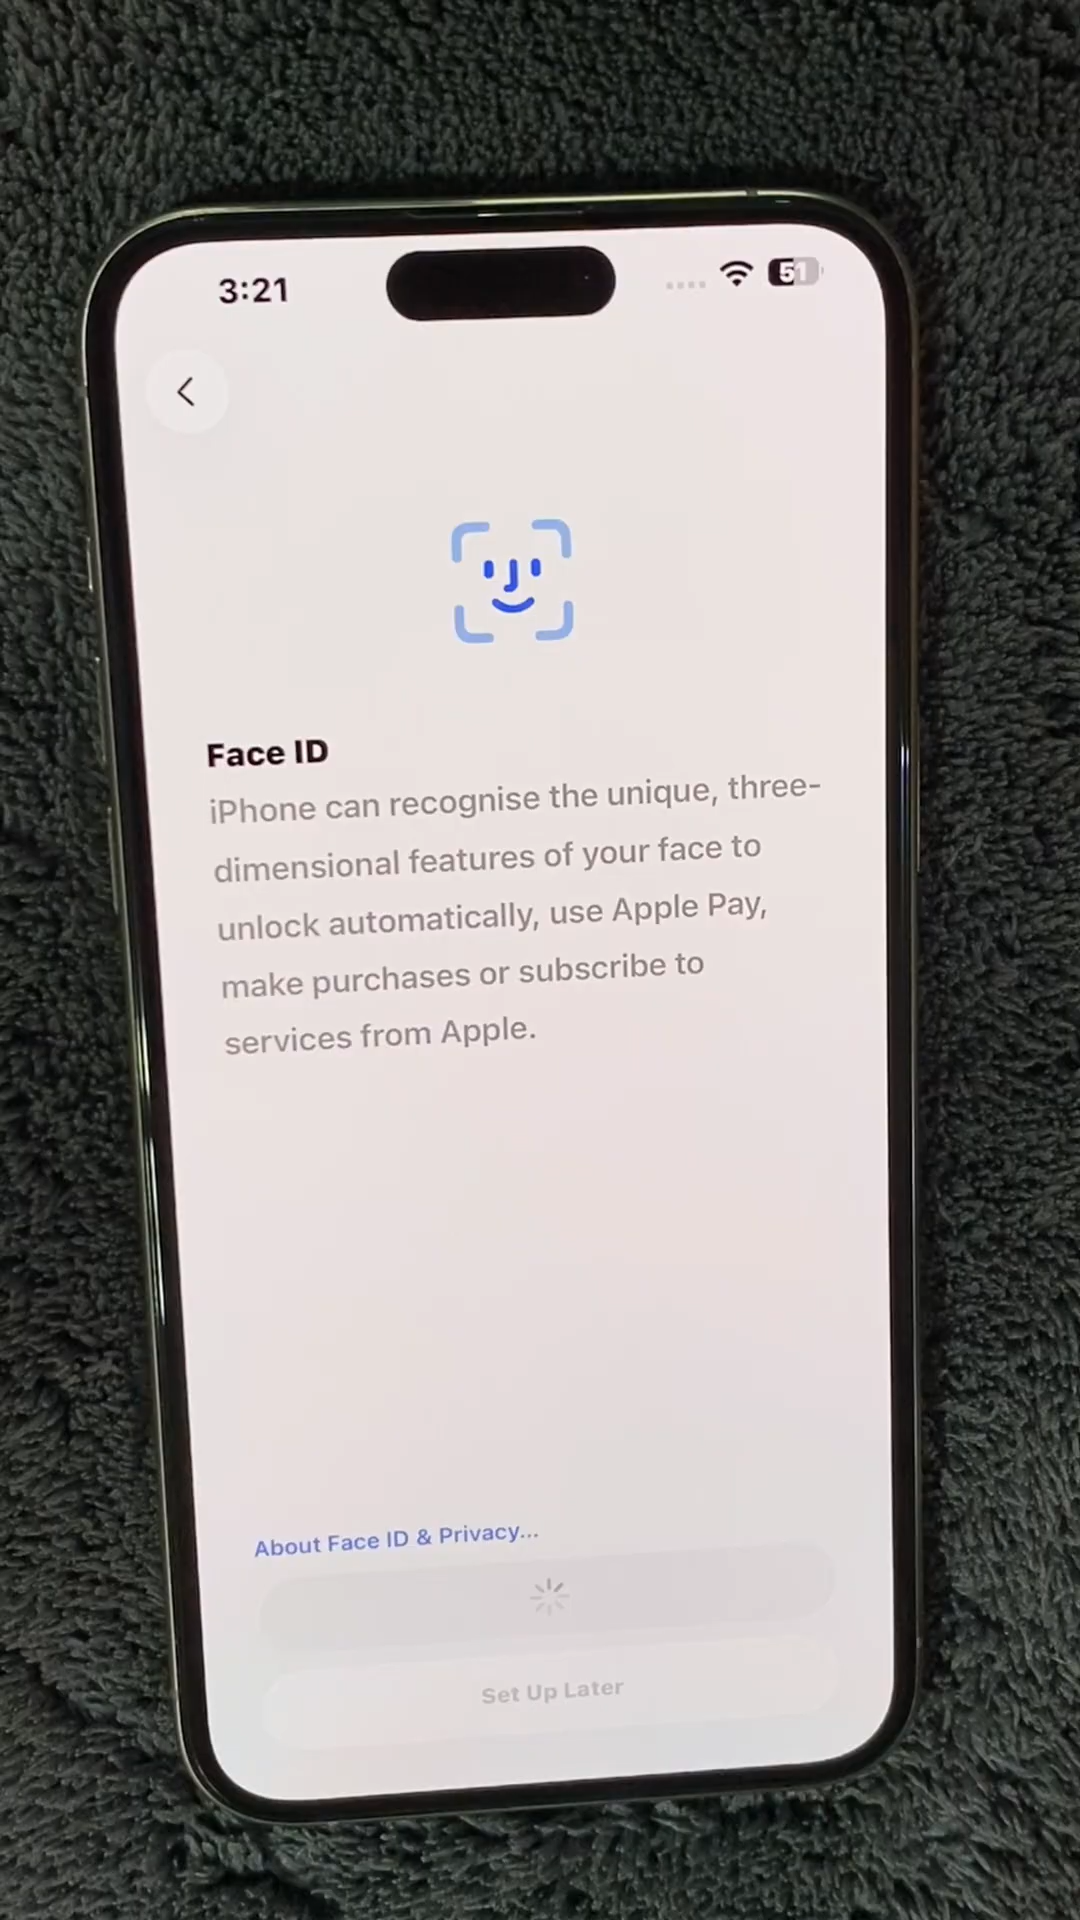 3:21
51
Face ID
iPhone can recognise the unique, three-
dimensional features of your face to
unlock automatically, use Apple Pay,
make purchases or subscribe to
services from Apple.
About Face ID & Privacy...
Set Up Later